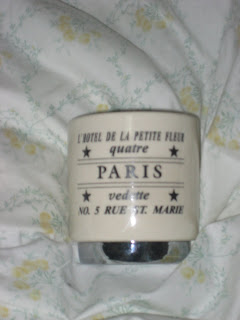 L'HOTEL DE LA PETITE FLEUR
quatre
PARIS
vedette
NO. 5 RUE ST. MARIE